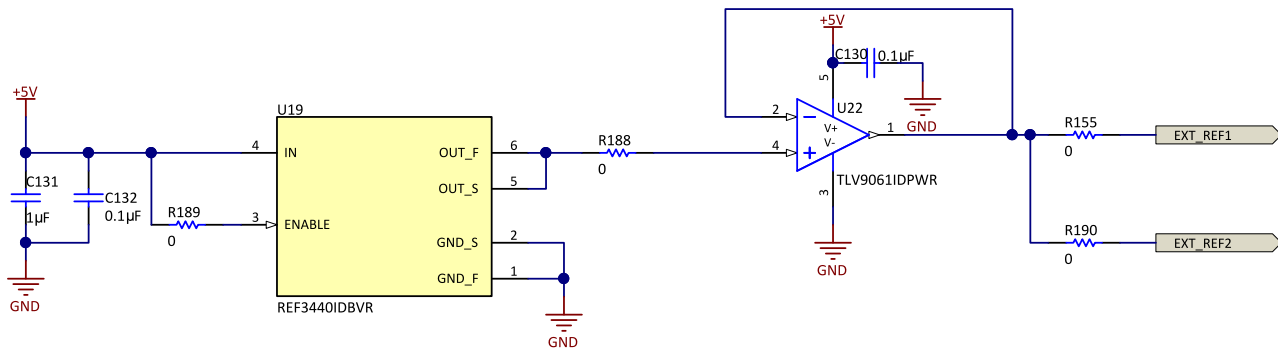 +5V
C130 0.1µF
5
+5V
U19
2
U22
GND
V+
1
R155
EXT_REF1
4
IN
OUT_F
6
R188
4
V-
0
0
C131
OUT_S
5
TLV9061IDPWR
C132
1µF
0.1µF
R189
3
ENABLE
3
0
GND_S
2
R190
EXT_REF2
0
GND_F
1
GND
GND
REF3440IDBVR
GND